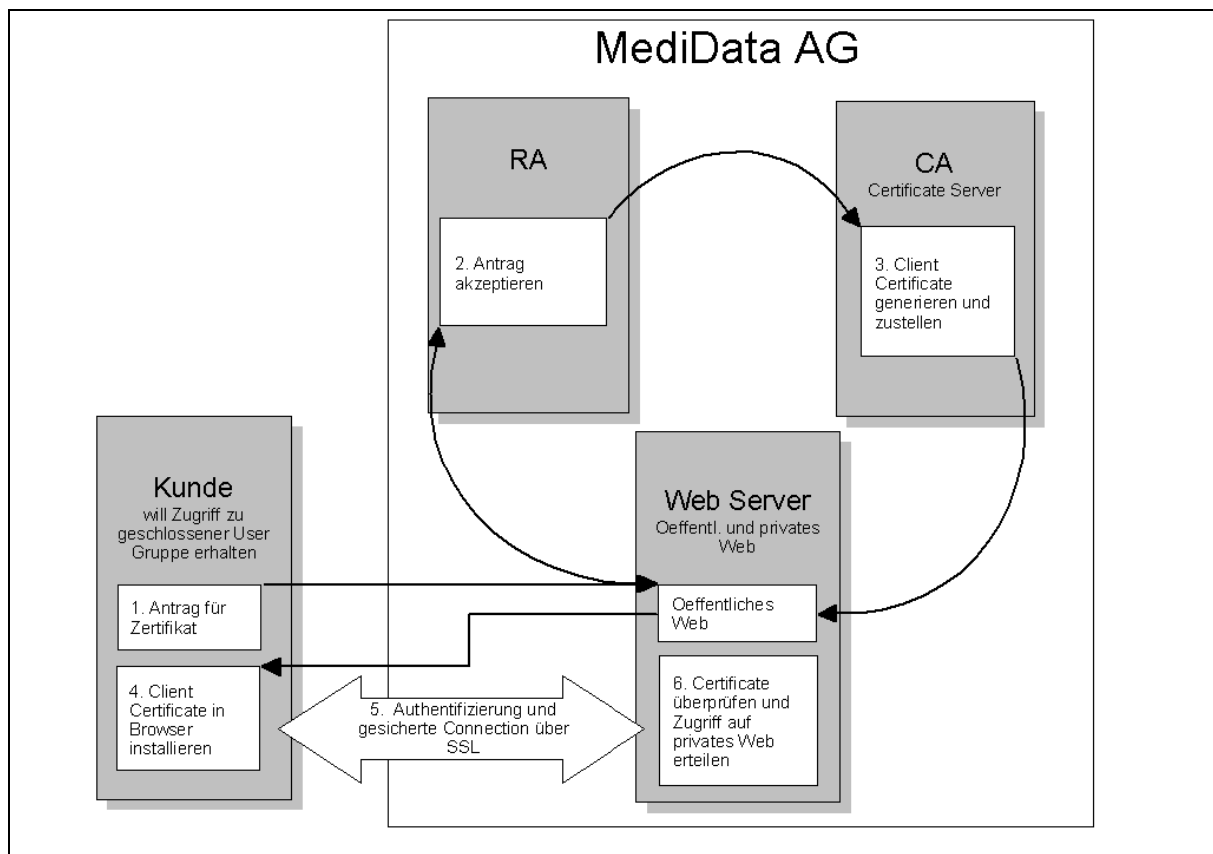 MediData AG
RA
2. Antrag
akzeptieren
CA
Certificate Server
3. Client
Certificate
generieren und
zustellen
Kunde
will Zugriff zu
geschlossener User
Gruppe erhalten
1. Antrag für
Zertifikat
4. Client
Certificate in
Browser
installieren
5. Authentifizierung und
gesicherte Connection über
SSL
Web Server
Oeffentl. und privates
Web
Oeffentliches
Web
6. Certificate
überprüfen und
Zugriff auf
privates Web
erteilen